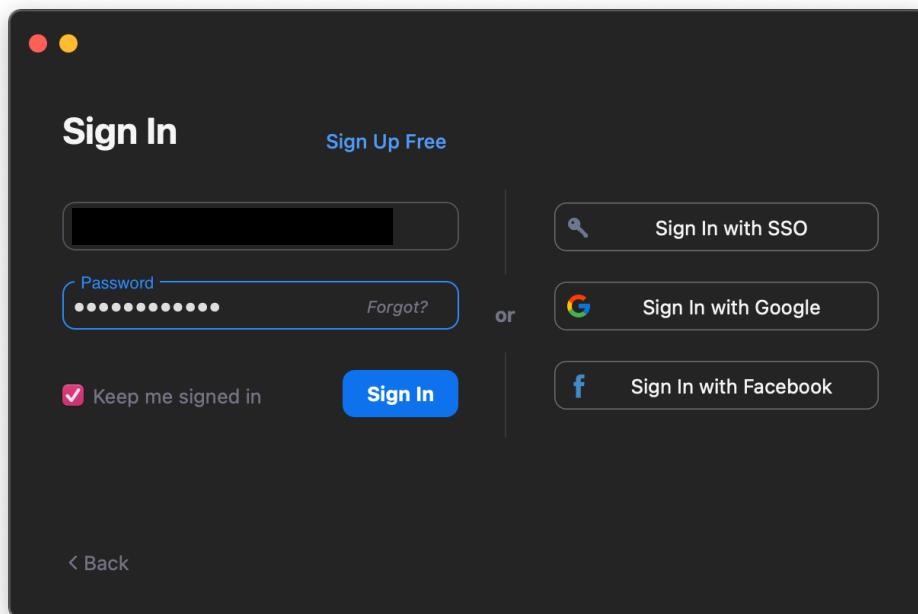 Sign In
Sign Up Free
Password
●●●●●●●●●●●● Forgot?
Keep me signed in
Sign In
or
Sign In with SSO
Sign In with Google
Sign In with Facebook
< Back